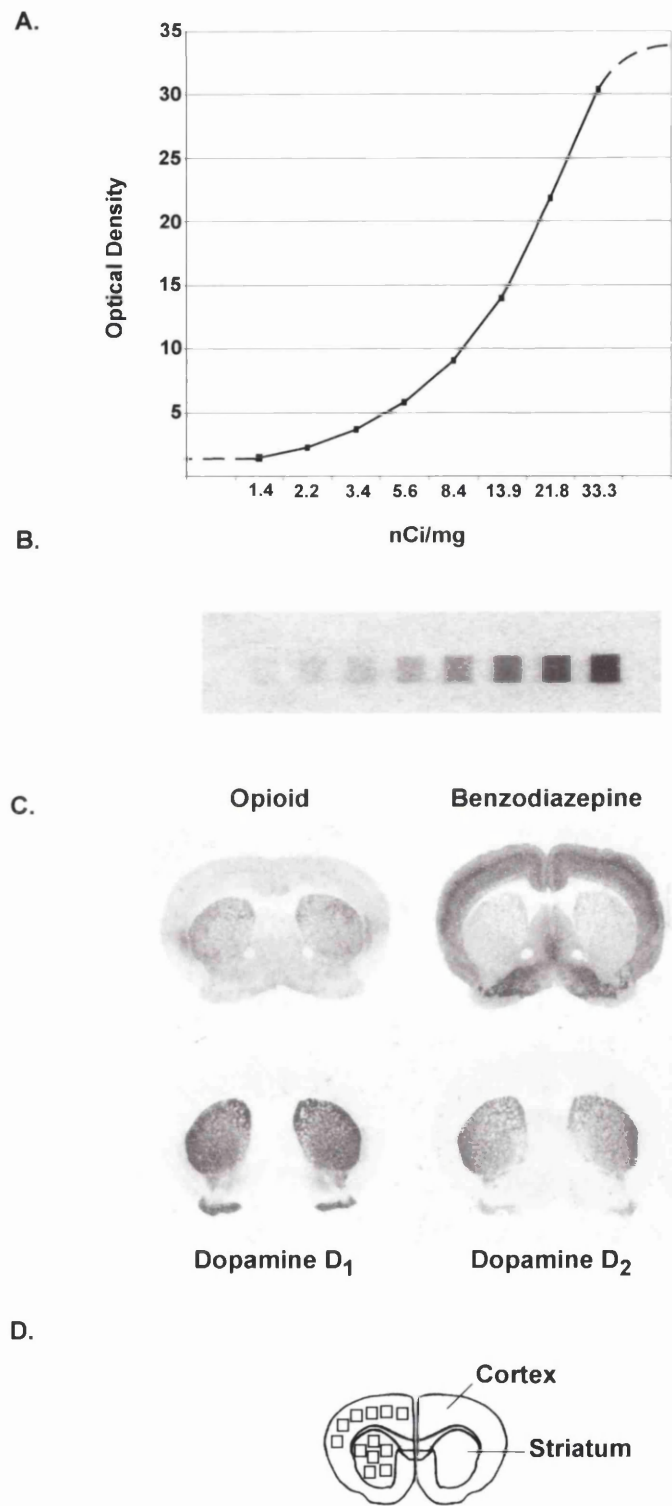 A.
35
30
25
20
15
10
5
Optical Density
1.4 2.2 3.4 5.6 8.4 13.9 21.8 33.3
nCi/mg
B.
C.
Opioid Benzodiazepine
Dopamine D1 Dopamine D2
D.
Cortex
Striatum